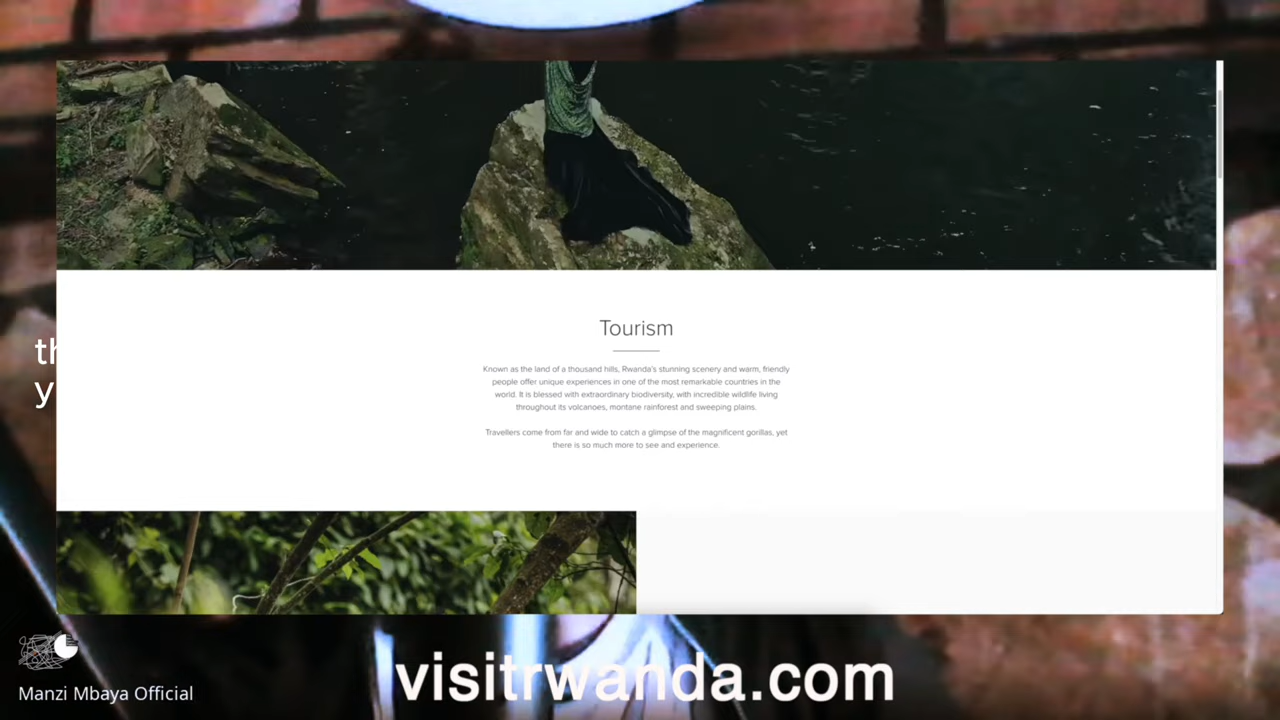 Tourism
Known as the land of a thousand hills, Rwanda's stunning scenery and warm, friendly
people offer unique experiences in one of the most remarkable countries in the
world. It is blessed with extraordinary biodiversity, with incredible wildlife living
throughout its volcanoes, montane rainforest and sweeping plains.
Travellers come from far and wide to catch a glimpse of the magnificent gorillas, yet
there is so much more to see and experience.
Manzi Mbaya Official
visitrwanda.com